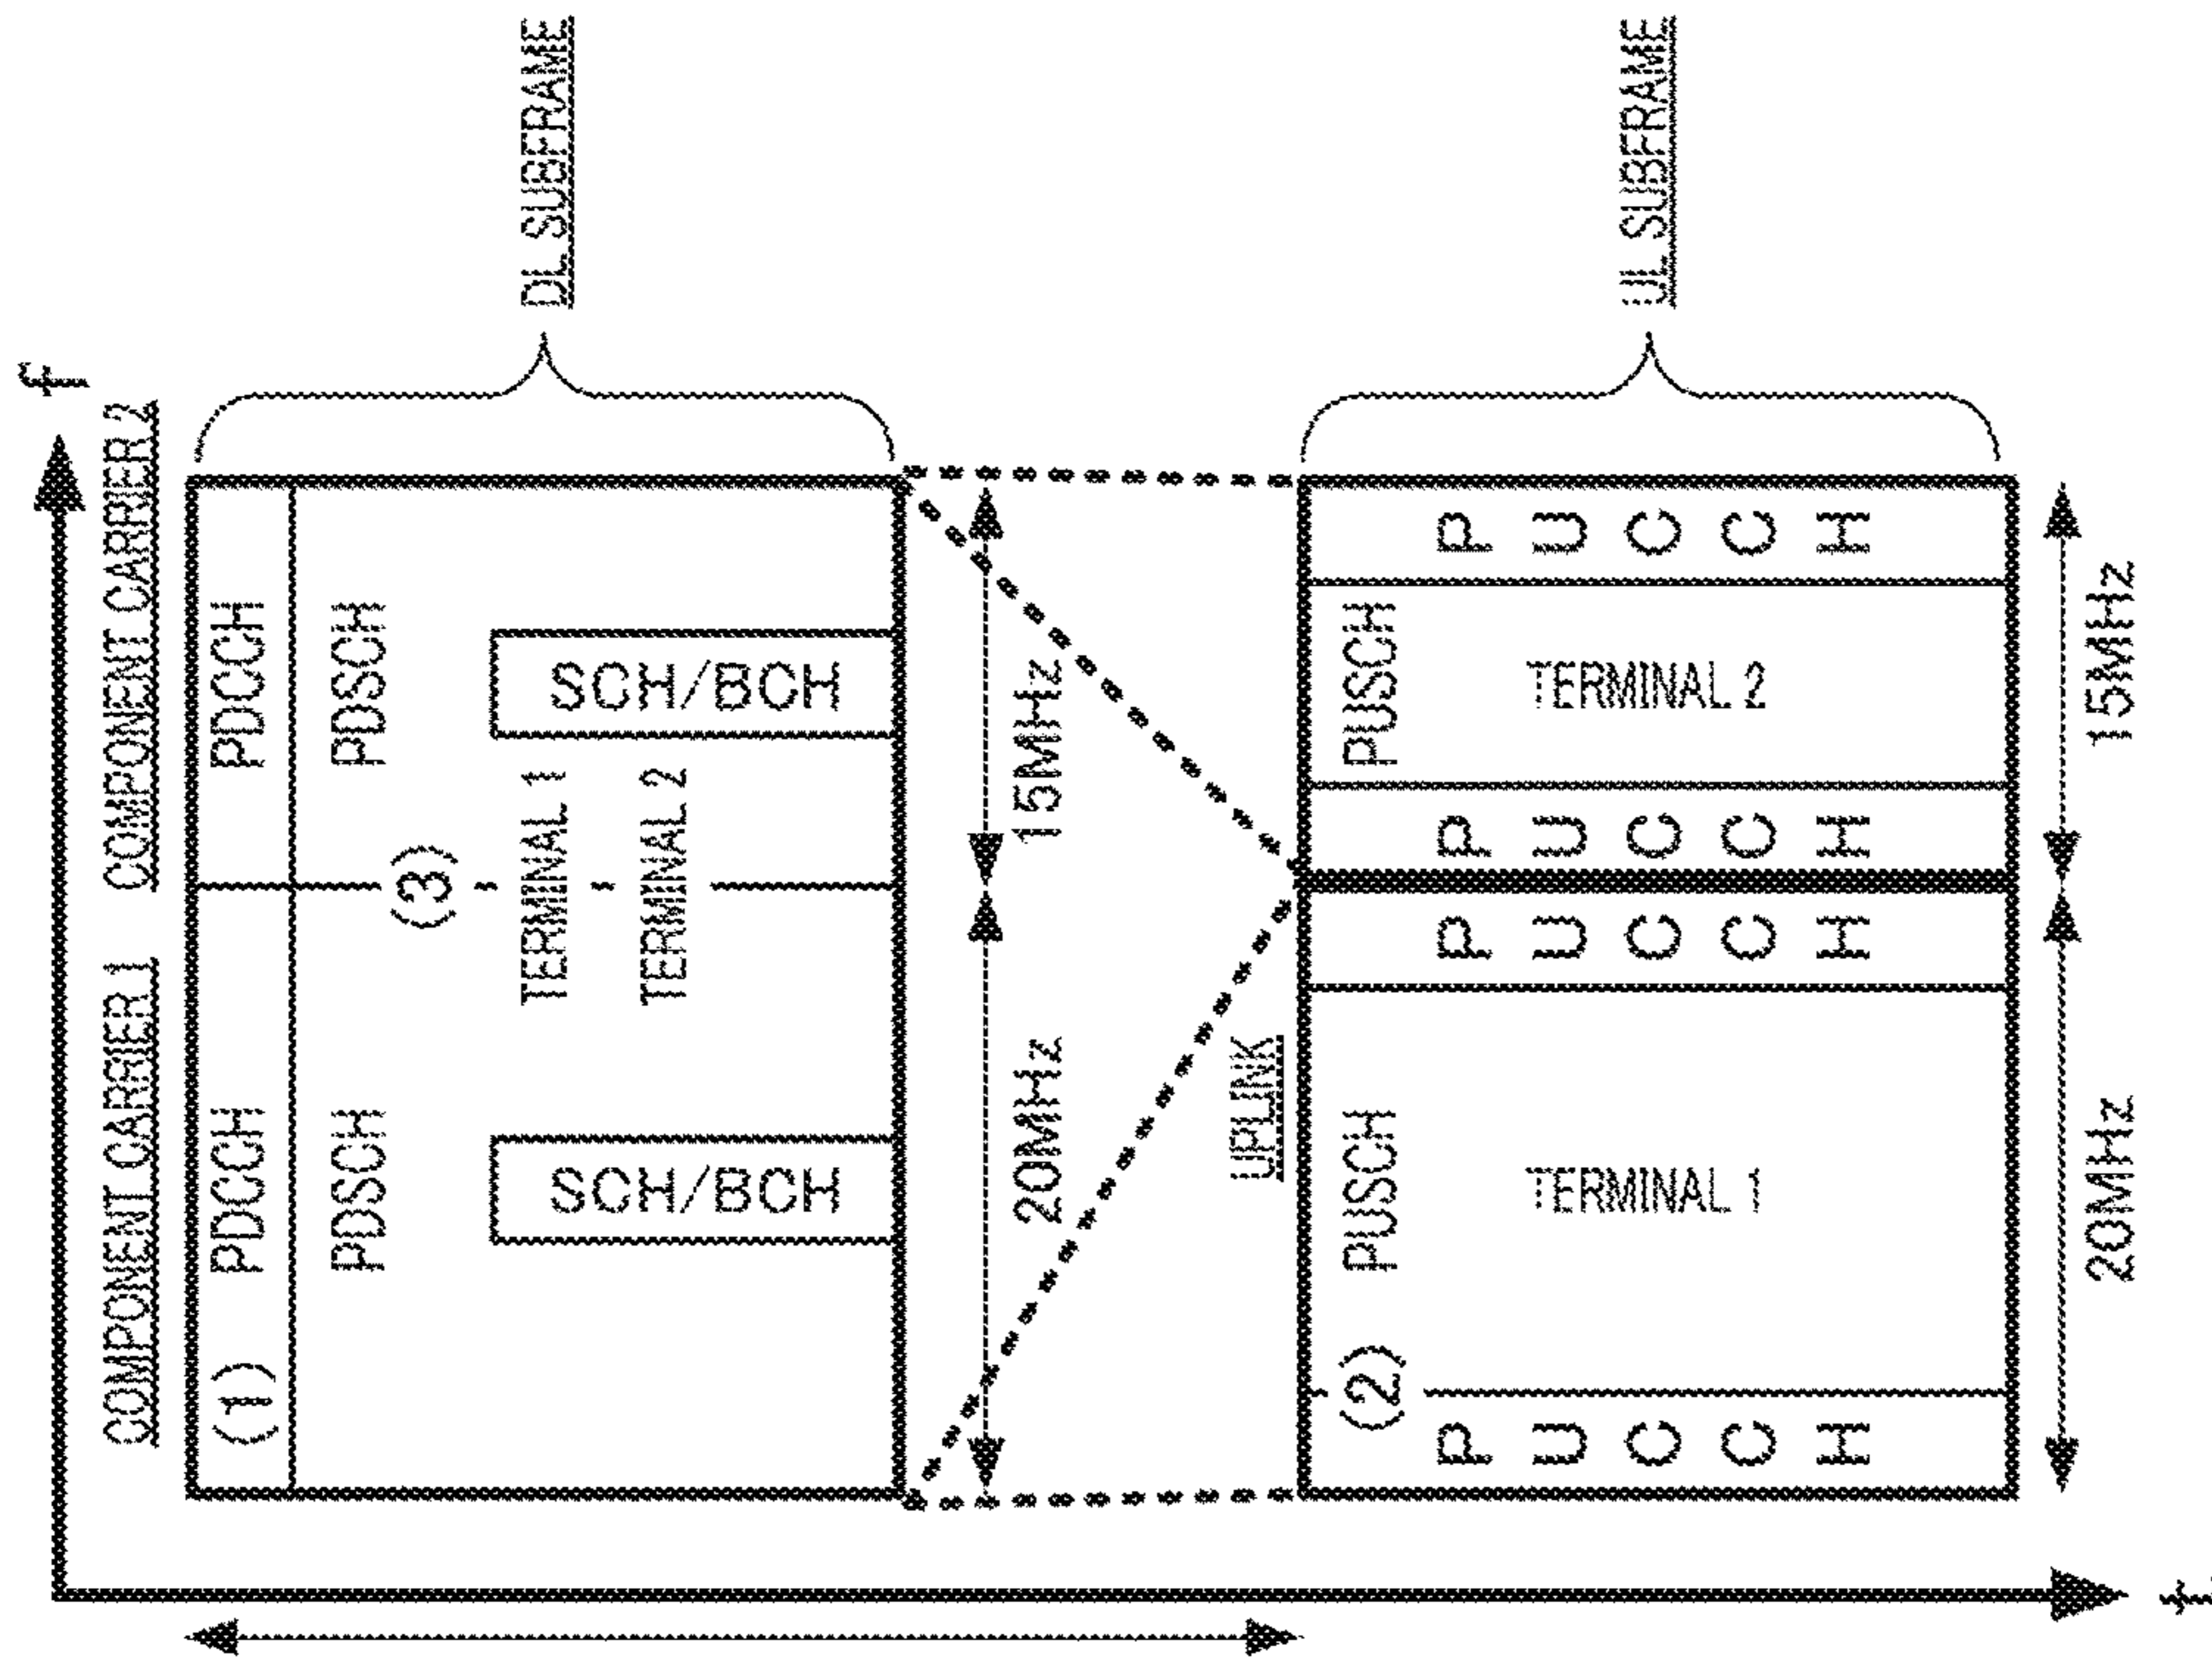 f
COMPONENT CARRIER 1
COMPONENT CARRIER 2
(1)
PDCCH
PDCCH
PDSCH
PDSCH
(3)
TERMINAL 1
TERMINAL 2
SCH/BCH
SCH/BCH
DL SUBFRAME
20MHz
15MHz
UPLINK
(2)
PUSCH
PUSCH
PUCCH
TERMINAL 1
PUCCH
PUCCH
TERMINAL 2
PUCCH
UL SUBFRAME
20MHz
15MHz
t